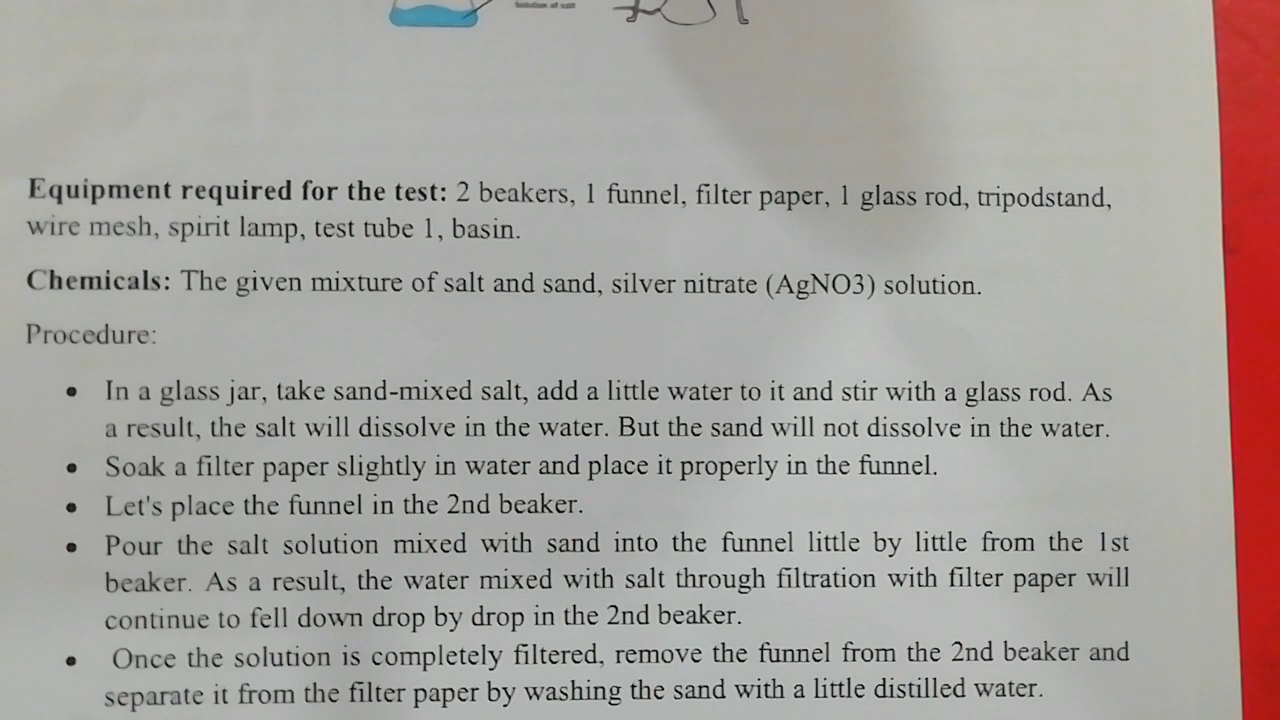 Solution of salt
Equipment required for the test: 2 beakers, 1 funnel, filter paper, 1 glass rod, tripodstand,
wire mesh, spirit lamp, test tube 1, basin.
Chemicals: The given mixture of salt and sand, silver nitrate (AgNO3) solution.
Procedure:
• In a glass jar, take sand-mixed salt, add a little water to it and stir with a glass rod. As
a result, the salt will dissolve in the water. But the sand will not dissolve in the water.
• Soak a filter paper slightly in water and place it properly in the funnel.
• Let's place the funnel in the 2nd beaker.
• Pour the salt solution mixed with sand into the funnel little by little from the 1st
beaker. As a result, the water mixed with salt through filtration with filter paper will
continue to fell down drop by drop in the 2nd beaker.
• Once the solution is completely filtered, remove the funnel from the 2nd beaker and
separate it from the filter paper by washing the sand with a little distilled water.